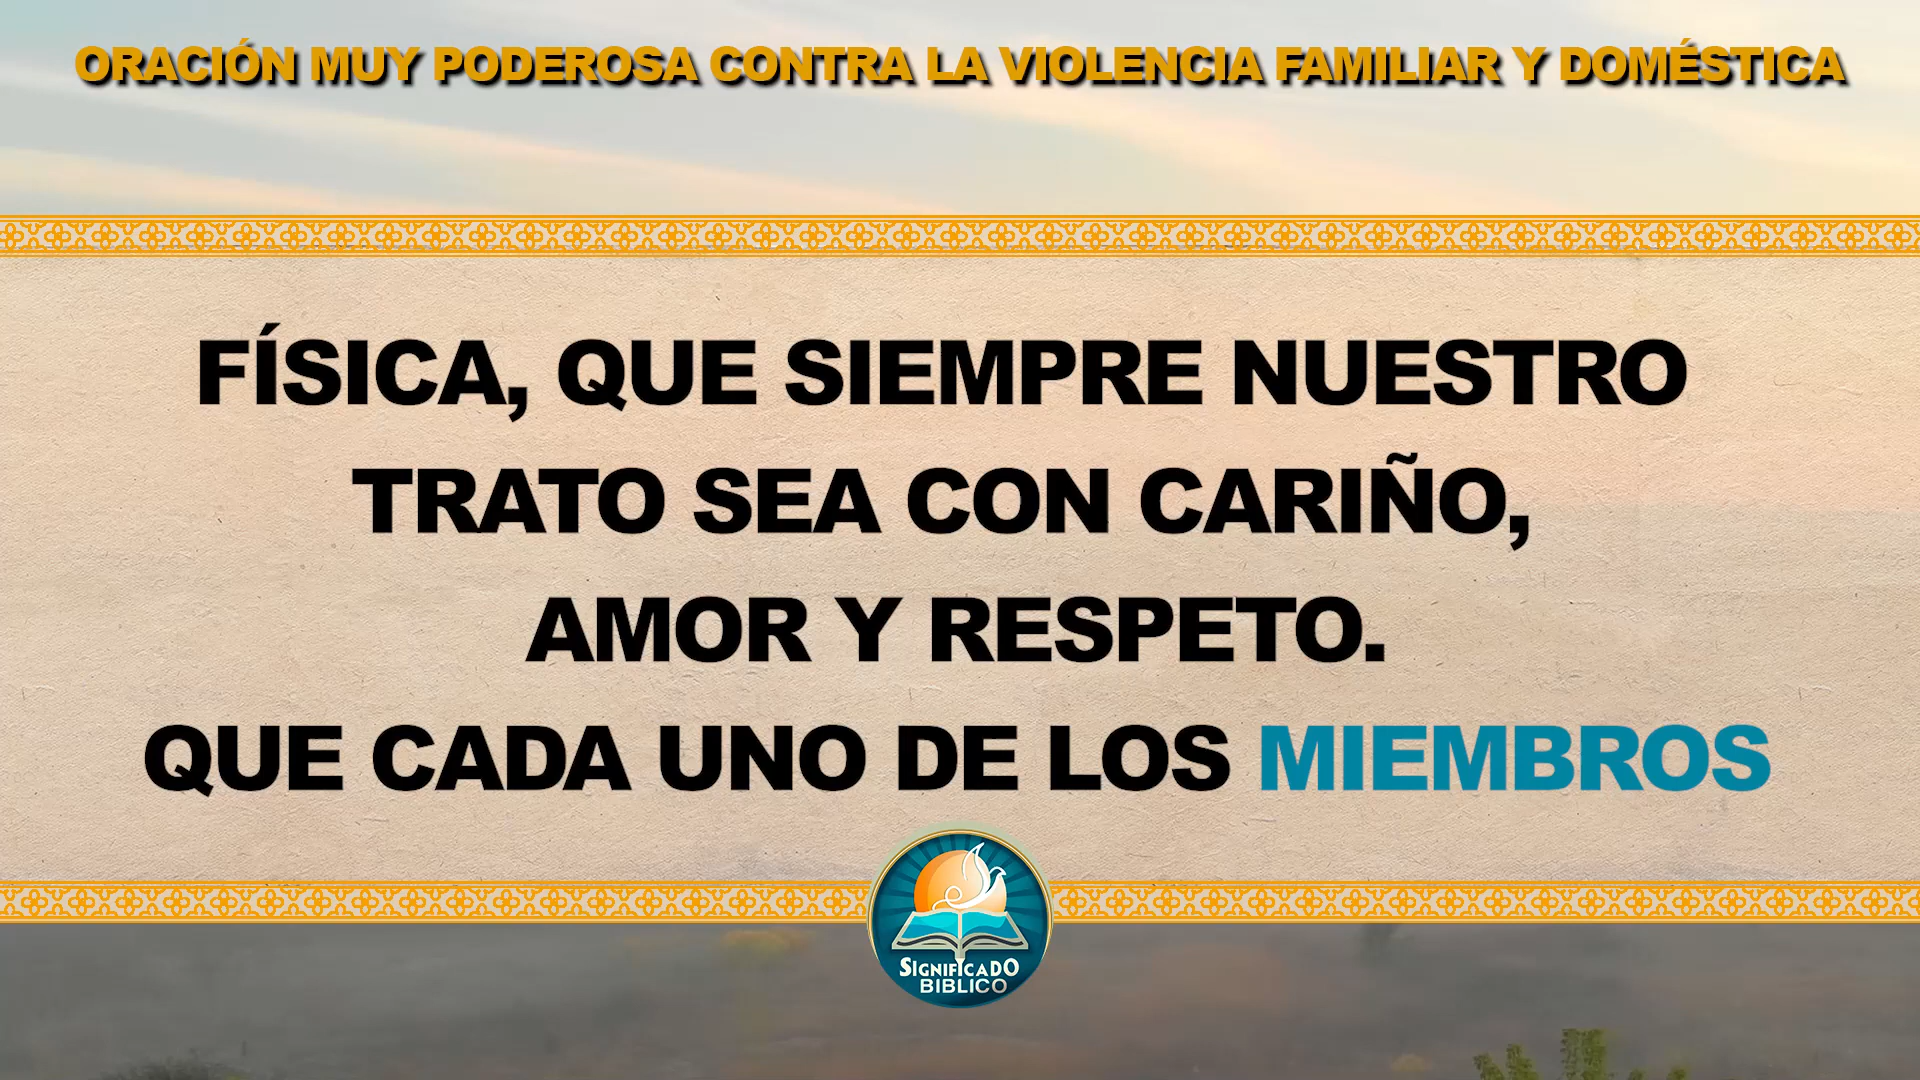 ORACIÓN MUY PODEROSA CONTRA LA VIOLENCIA FAMILIAR Y DOMÉSTICA
FÍSICA, QUE SIEMPRE NUESTRO
TRATO SEA CON CARIÑO,
AMOR Y RESPETO.
QUE CADA UNO DE LOS MIEMBROS
SIGNIFICADO
BIBLICO